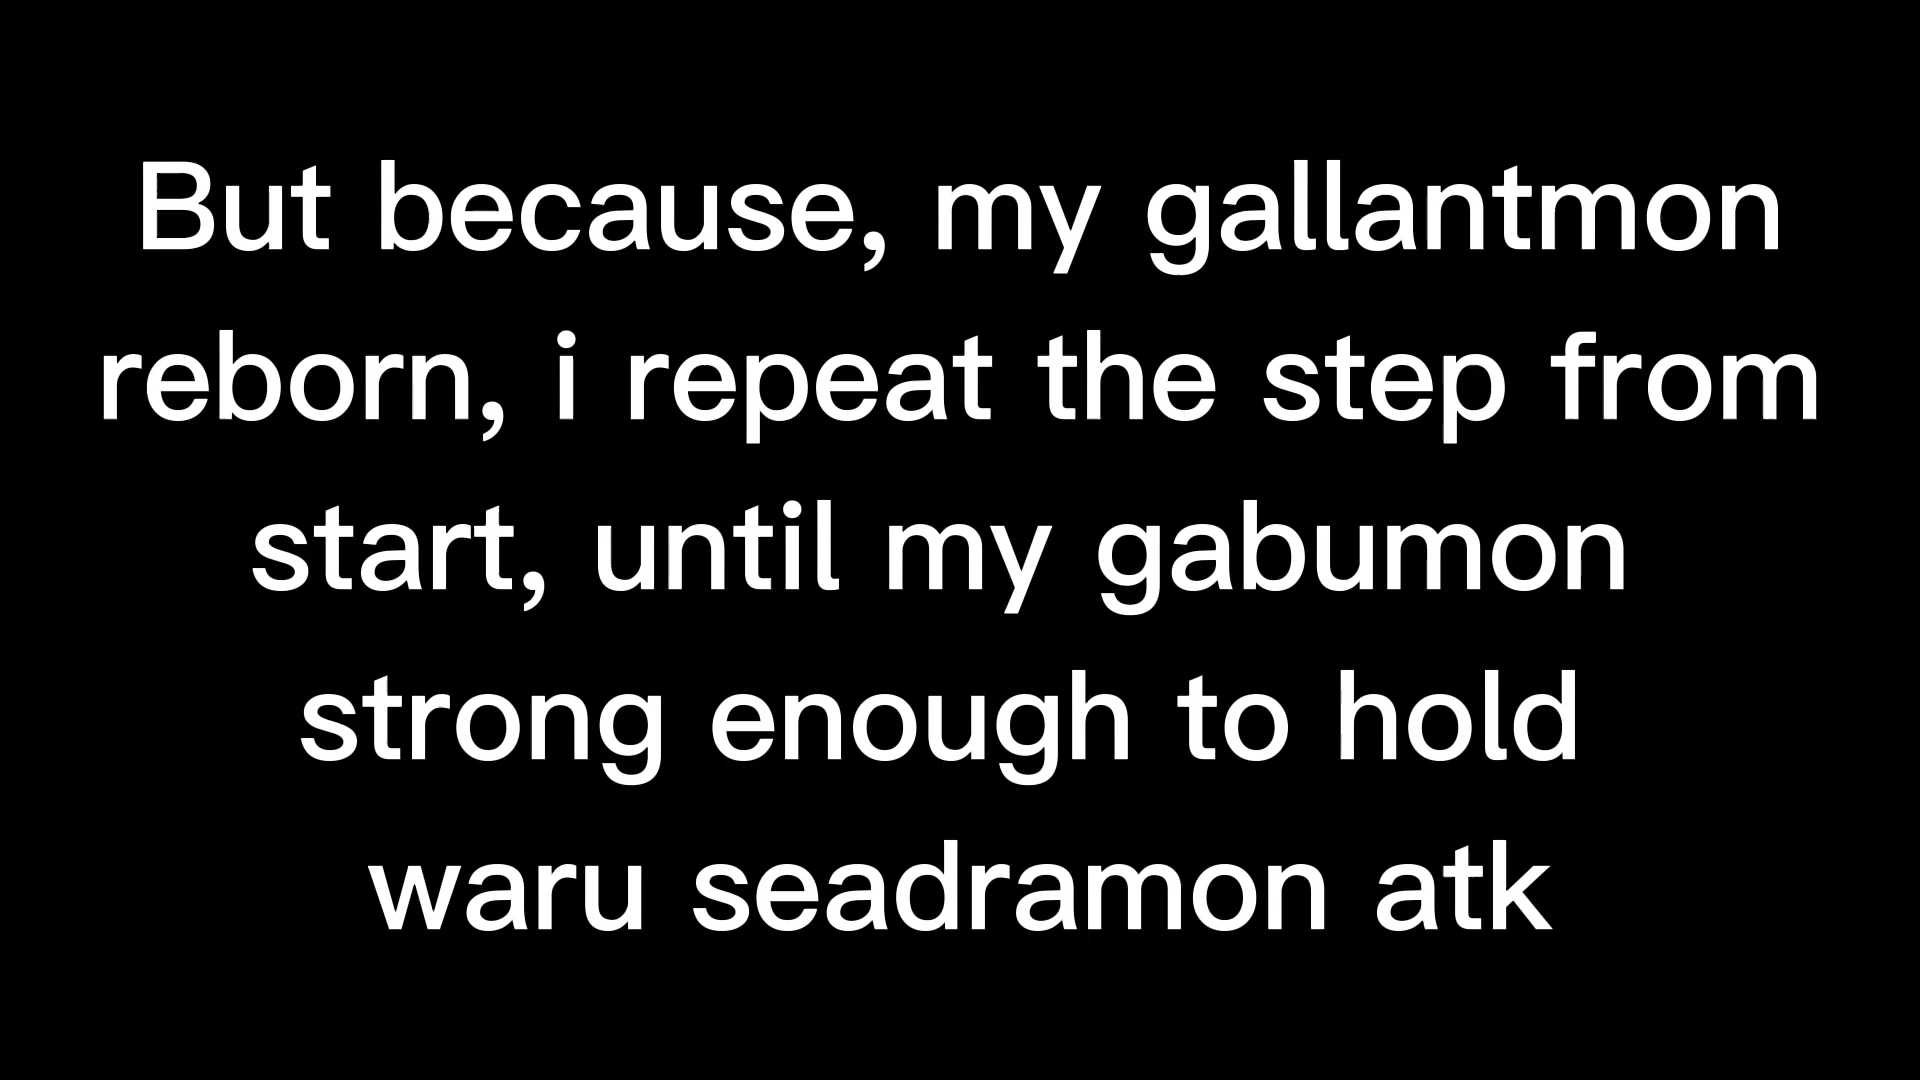 But because, my gallantmon
reborn, i repeat the step from
start, until my gabumon
strong enough to hold
waru seadramon atk